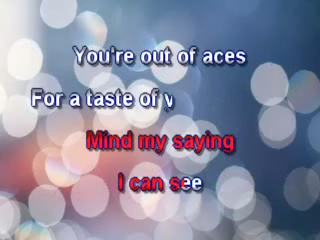 You're out of aces
For a taste of
Mind my saying
I can see